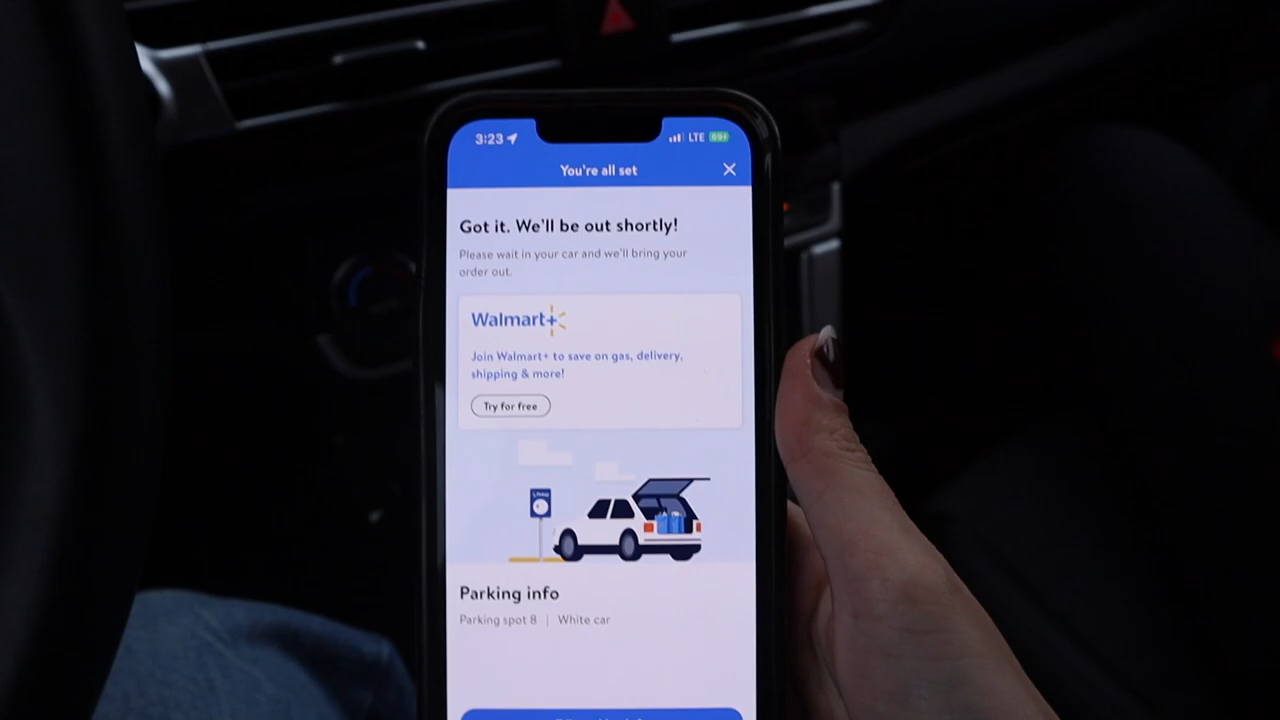 3:23 LTE 69+
You're all set
Got it. We'll be out shortly!
Please wait in your car and we'll bring your
order out.
Walmart+
Join Walmart+ to save on gas, delivery,
shipping & more!
Try for free
Parking info
Parking spot 8 | White car